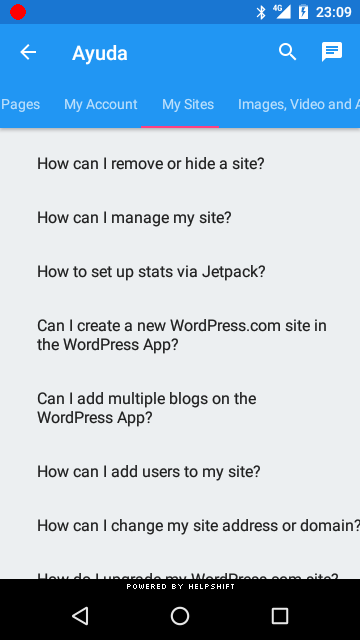 4G 23:09
Ayuda
Pages My Account My Sites Images, Video and
How can I remove or hide a site?
How can I manage my site?
How to set up stats via Jetpack?
Can I create a new WordPress.com site in
the WordPress App?
Can I add multiple blogs on the
WordPress App?
How can I add users to my site?
How can I change my site address or domain?
How do I upgrade my WordPress.com site?
POWERED BY HELPSHIFT